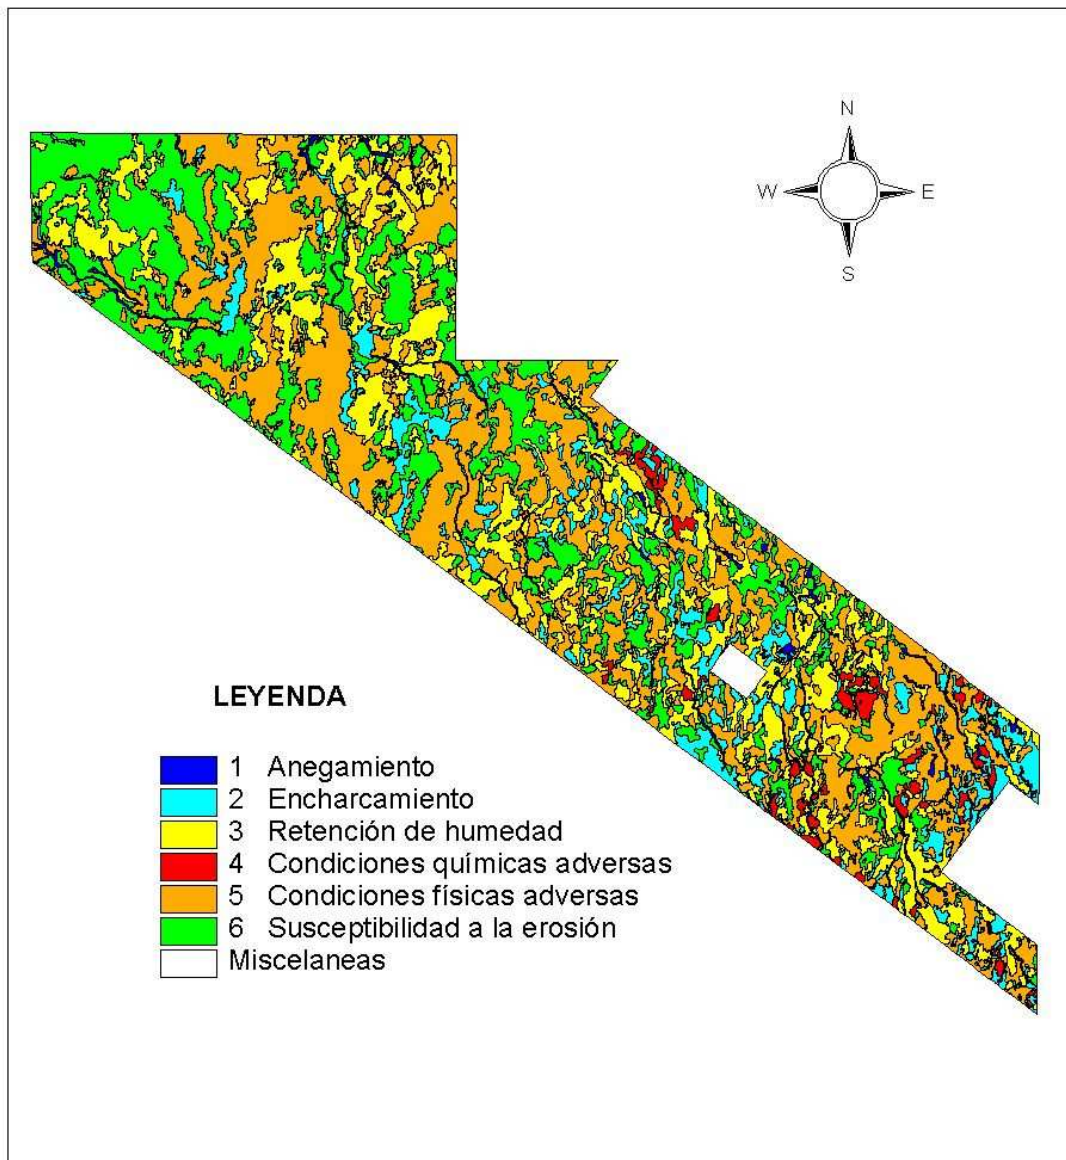 N
W E
S
LEYENDA
1 Anegamiento
2 Encharcamiento
3 Retención de humedad
4 Condiciones químicas adversas
5 Condiciones físicas adversas
6 Susceptibilidad a la erosión
Miscelaneas